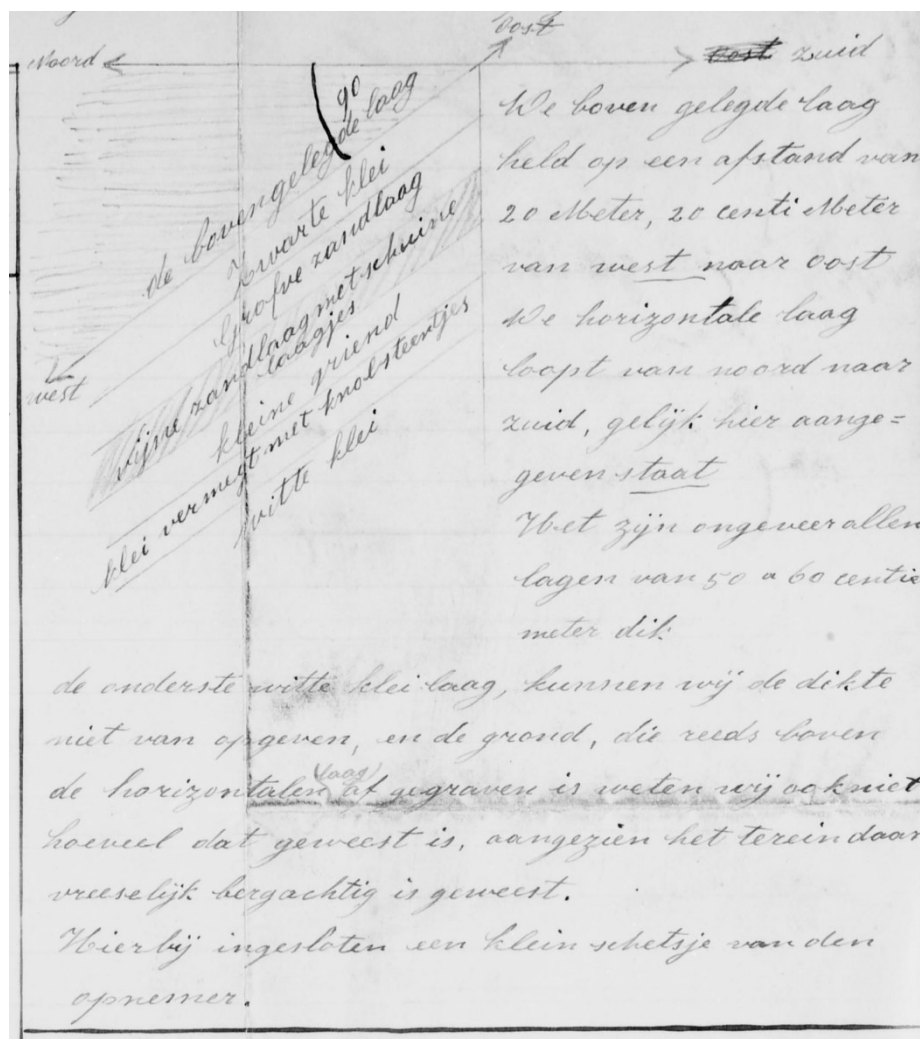 Oost
Noord
oost zuid
90
de bovengelegde laag
Zwarte klei
Grofve zandlaag
fijne zandlaag met schuine
laagjes
kleine griend
klei vermegt met knolsteentjes
witte klei
west
De boven gelegde laag
held op een afstand van
20 Meter, 20 centi Meter
van west naar oost
De horizontale laag
loopt van noord naar
zuid, gelijk hier aange=
geven staat
Het zijn ongeveer allen
lagen van 50 a 60 centie
meter dik
de onderste witte klei laag, kunnen wij de dikte
niet van opgeven, en de grond, die reeds boven
de horizontalen (laag) af gegraven is weten wij ook niet
hoeveel dat geweest is, aangezien het terein daar
vreeselijk bergachtig is geweest.
Hierbij ingesloten een klein schetsje van den
opnemer.